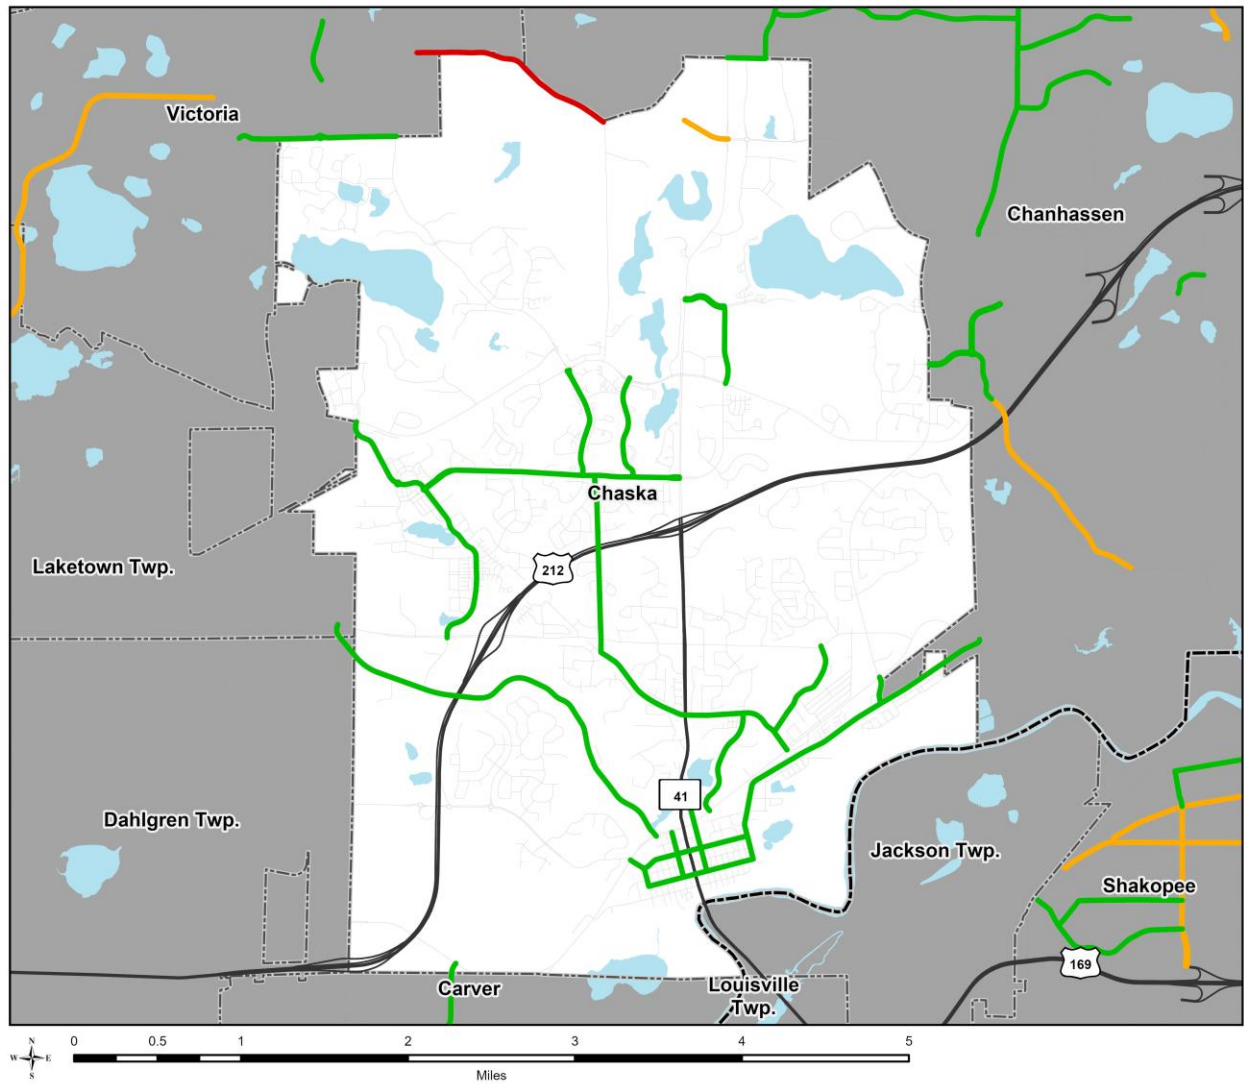 Victoria
Chanhassen
Chaska
212
Laketown Twp.
41
Dahlgren Twp.
Jackson Twp.
Shakopee
169
Carver
Louisville
Twp.
N
W E
S
0 0.5 1 2 3 4 5
Miles